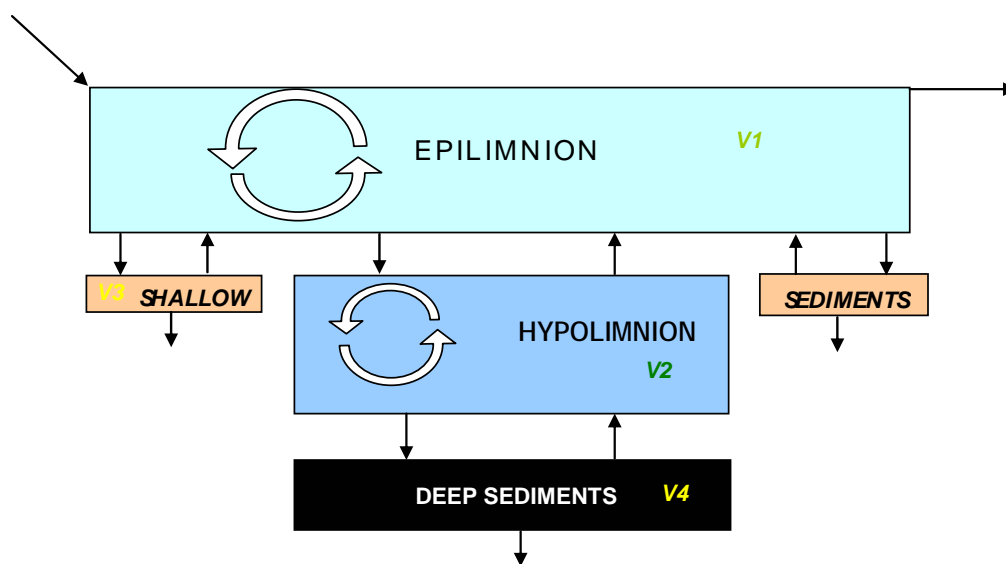 EPILIMNION V1
V3 SHALLOW
SEDIMENTS
HYPOLIMNION
V2
DEEP SEDIMENTS V4